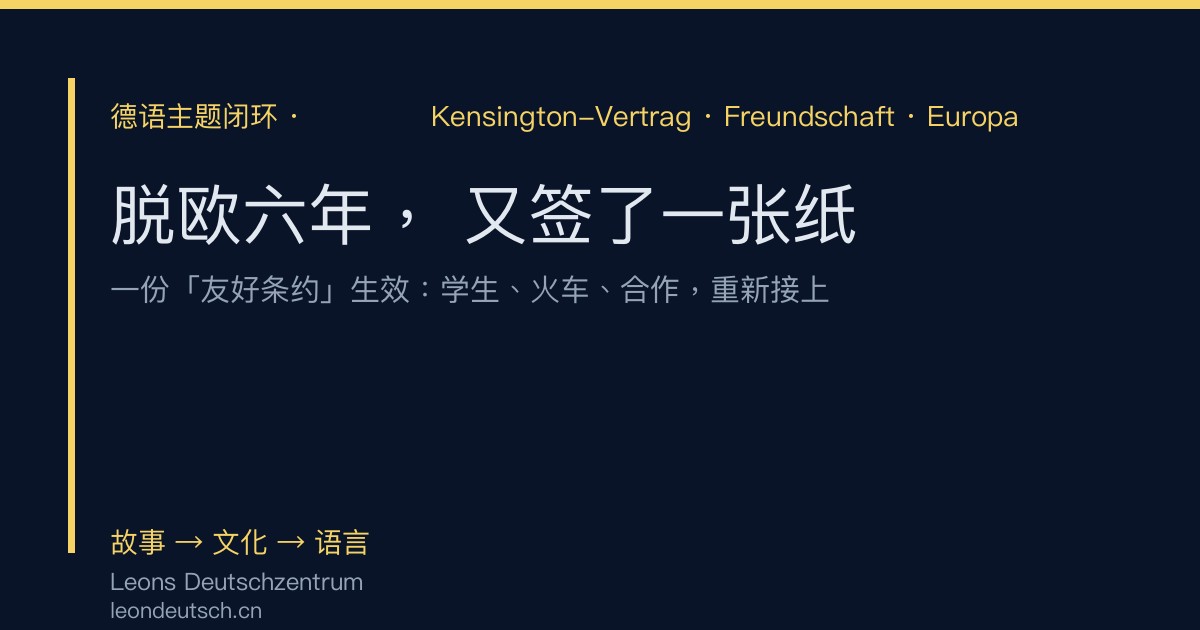 德语主题闭环 · Kensington–Vertrag · Freundschaft · Europa
脱欧六年， 又签了一张纸
一份「友好条约」生效：学生、火车、合作，重新接上
故事 → 文化 → 语言
Leons Deutschzentrum
leondeutsch.cn